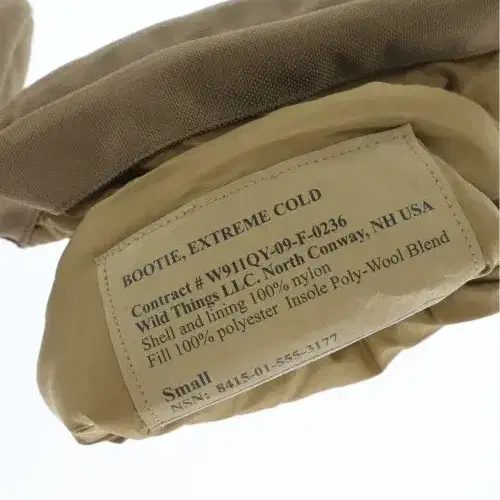 BOOTIE, EXTREME COLD
Contract # W911QY-09-F-0236
Wild Things LLC. North Conway, NH USA
Shell and lining 100% nylon
Fill 100% polyester Insole Poly-Wool Blend
Small
NSN: 8415-01-555-3177